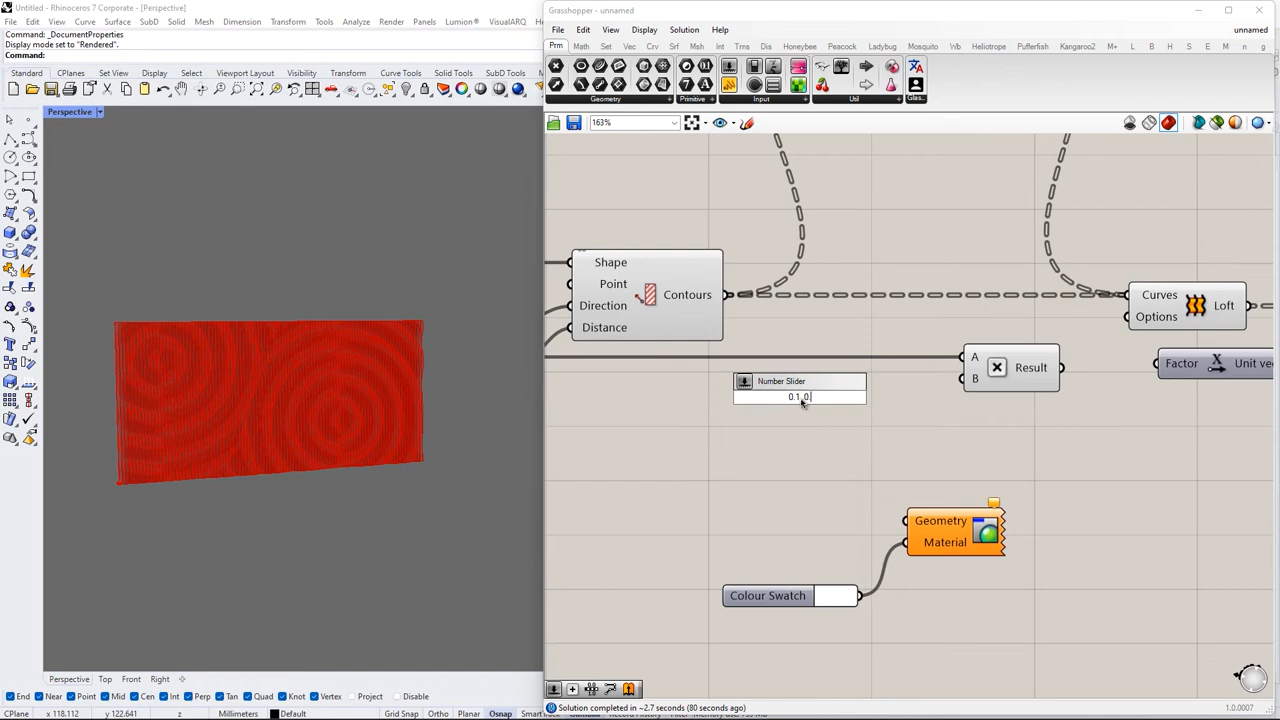 Untitled - Rhinoceros 7 Corporate - [Perspective]
File Edit View Curve Surface SubD Solid Mesh Dimension Transform Tools Analyze Render Panels Lumion® VisualARQ
Command: _DocumentProperties
Display mode set to "Rendered".
Command:
Standard CPlanes Set View Display Select Viewport Layout Visibility Transform Curve Tools Solid Tools SubD Tools
Perspective
Perspective Top Front Right
End Near Point Mid Cen Int Perp Tan Quad Knot Vertex Project Disable
CPlane x 118.112 y 122.641 z Millimeters Default Grid Snap Ortho Planar Osnap
Grasshopper - unnamed
File Edit View Display Solution Help unnamed
Prm Math Set Vec Crv Srf Msh Int Trns Dis Honeybee Peacock Ladybug Mosquito Wb Heliotrope Pufferfish Kangaroo2 M+ L B H S E M g n
Geometry Primitive Input Util Glas..
163%
Shape
Point
Direction
Distance
Contours
Curves
Options
Loft
A
B
Result
Factor
X
Number Slider
0.1..0.
Geometry
Material
Colour Swatch
Solution completed in ~2.7 seconds (80 seconds ago)
1.0.0007